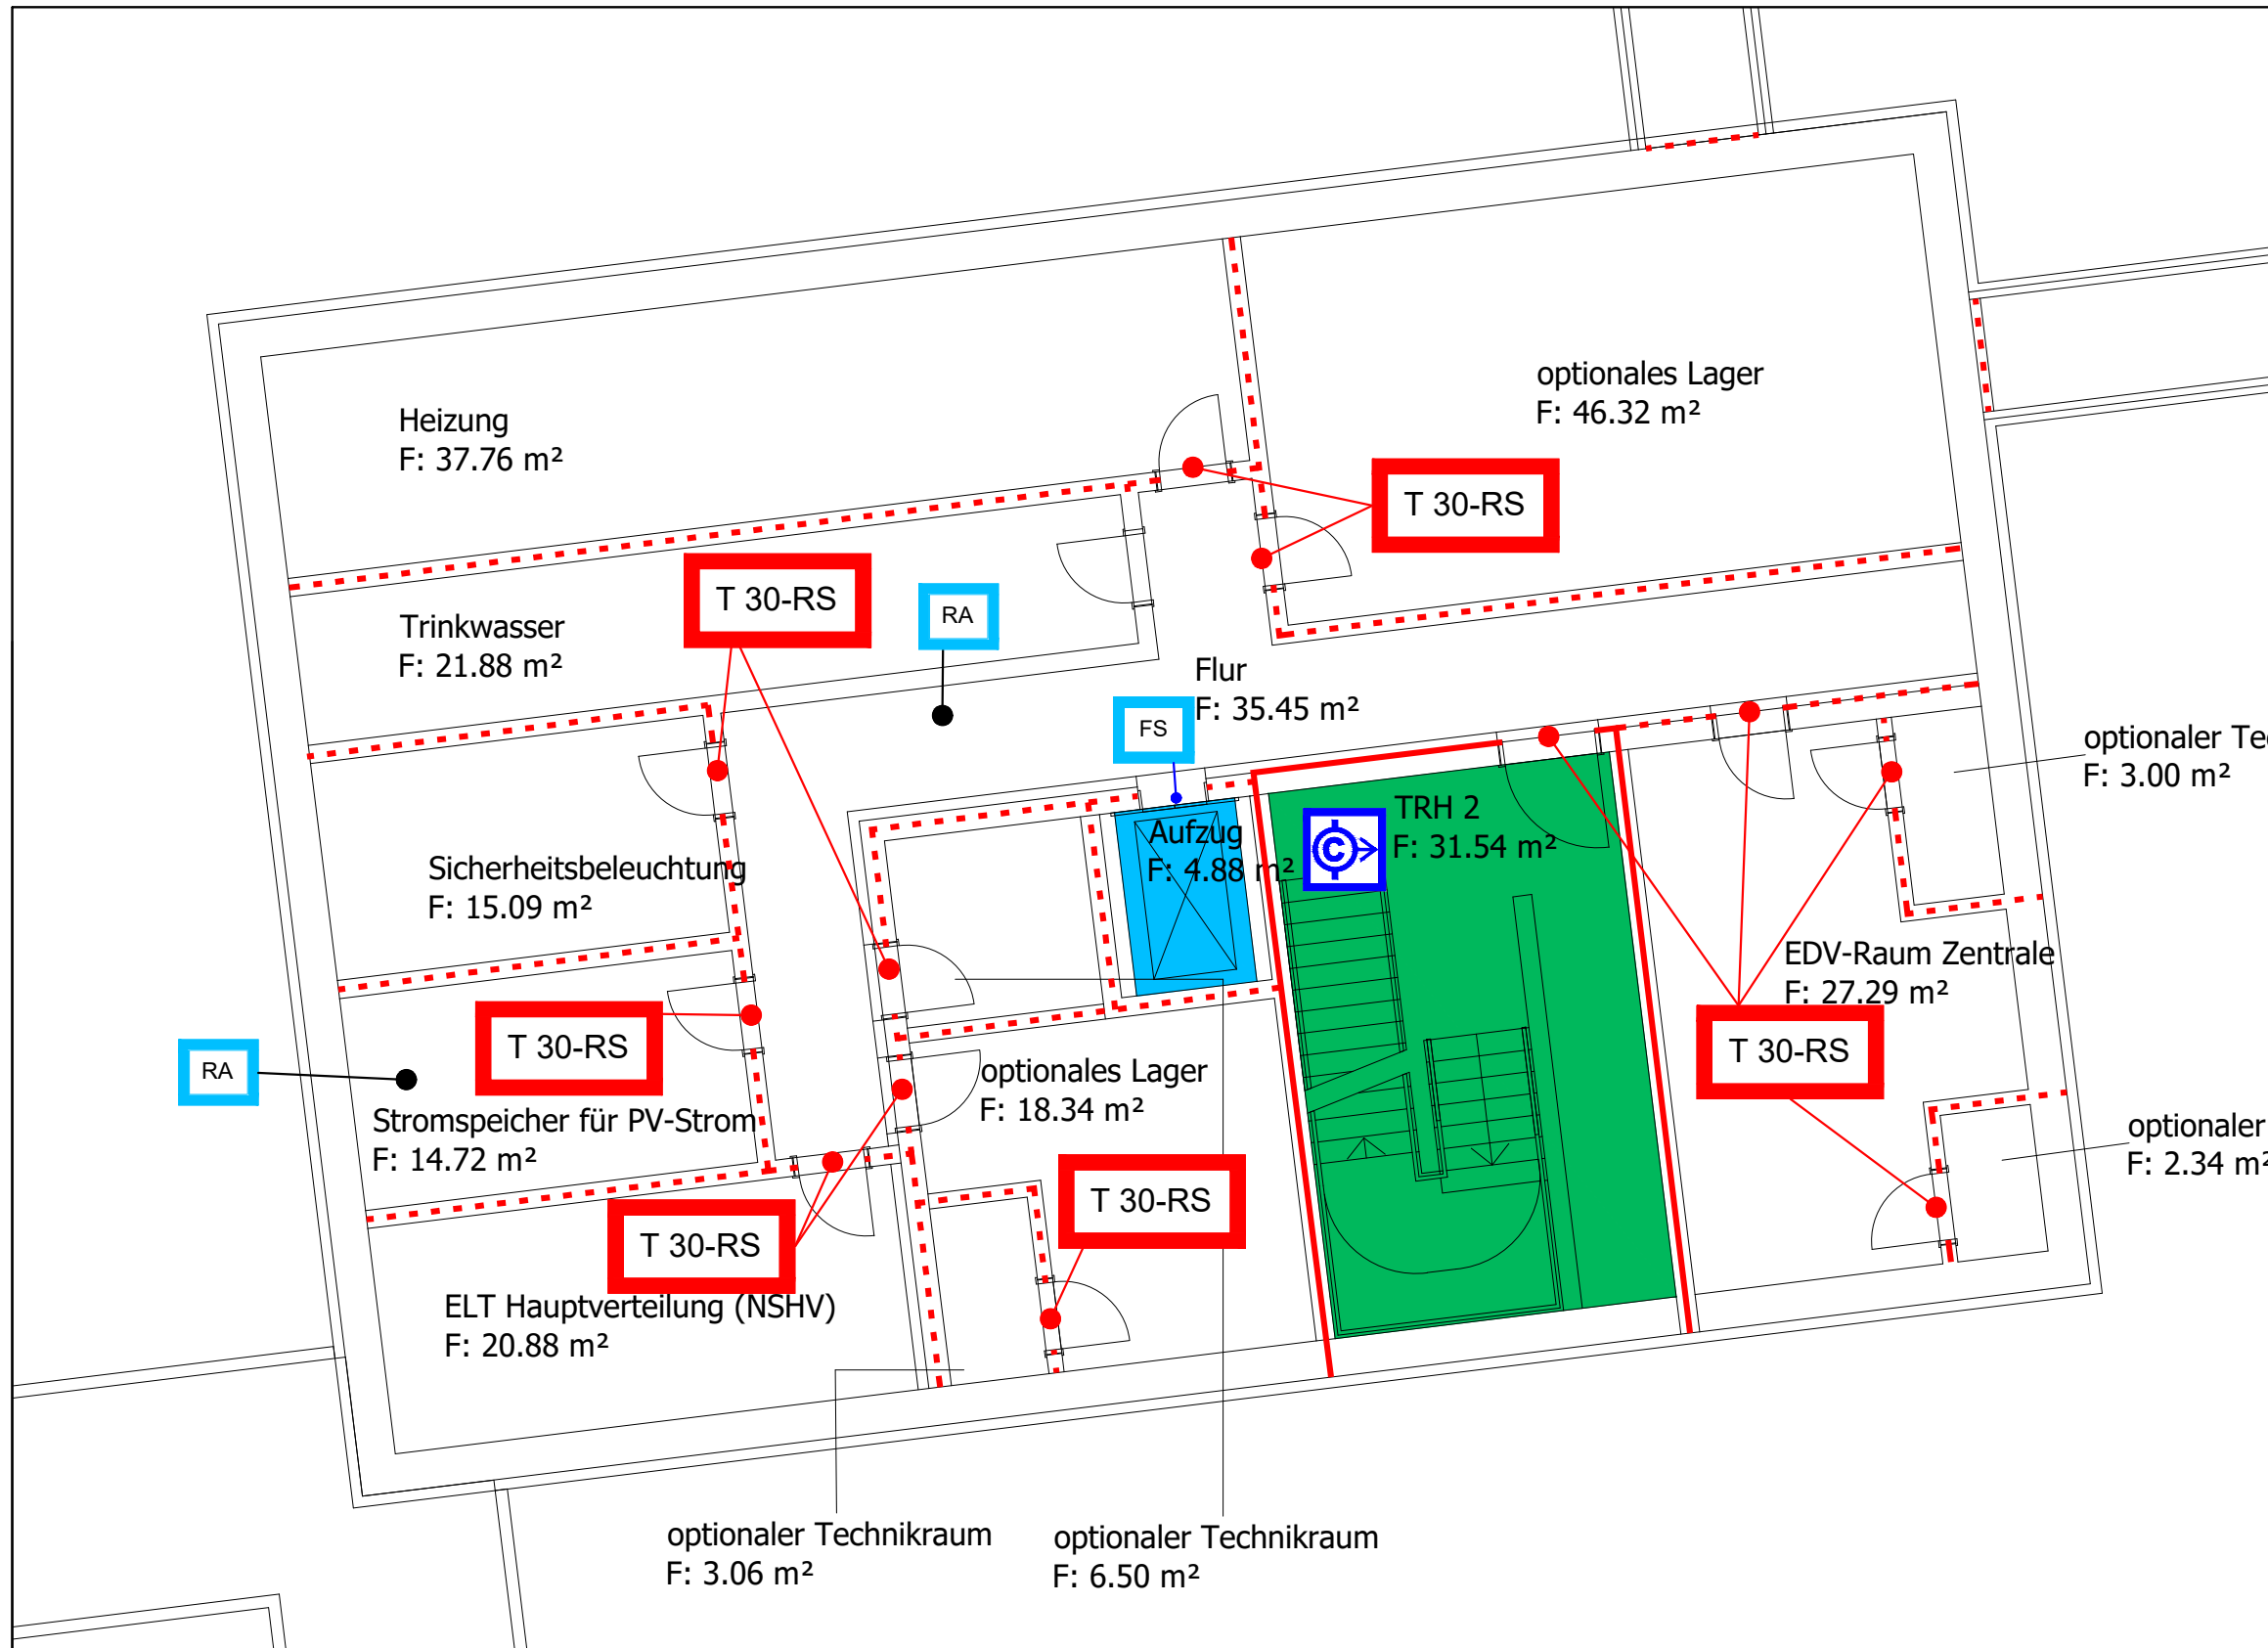 optionales Lager
F: 46.32 m²
Heizung
F: 37.76 m²
T 30-RS
T 30-RS
RA
Trinkwasser
F: 21.88 m²
Flur
F: 35.45 m²
FS
optionaler Te
F: 3.00 m²
Aufzug
F: 4.88 m²
C
TRH 2
F: 31.54 m²
Sicherheitsbeleuchtung
F: 15.09 m²
EDV-Raum Zentrale
F: 27.29 m²
T 30-RS
T 30-RS
RA
optionales Lager
F: 18.34 m²
Stromspeicher für PV-Strom
F: 14.72 m²
optionaler
F: 2.34 m²
T 30-RS
T 30-RS
ELT Hauptverteilung (NSHV)
F: 20.88 m²
optionaler Technikraum
F: 3.06 m²
optionaler Technikraum
F: 6.50 m²